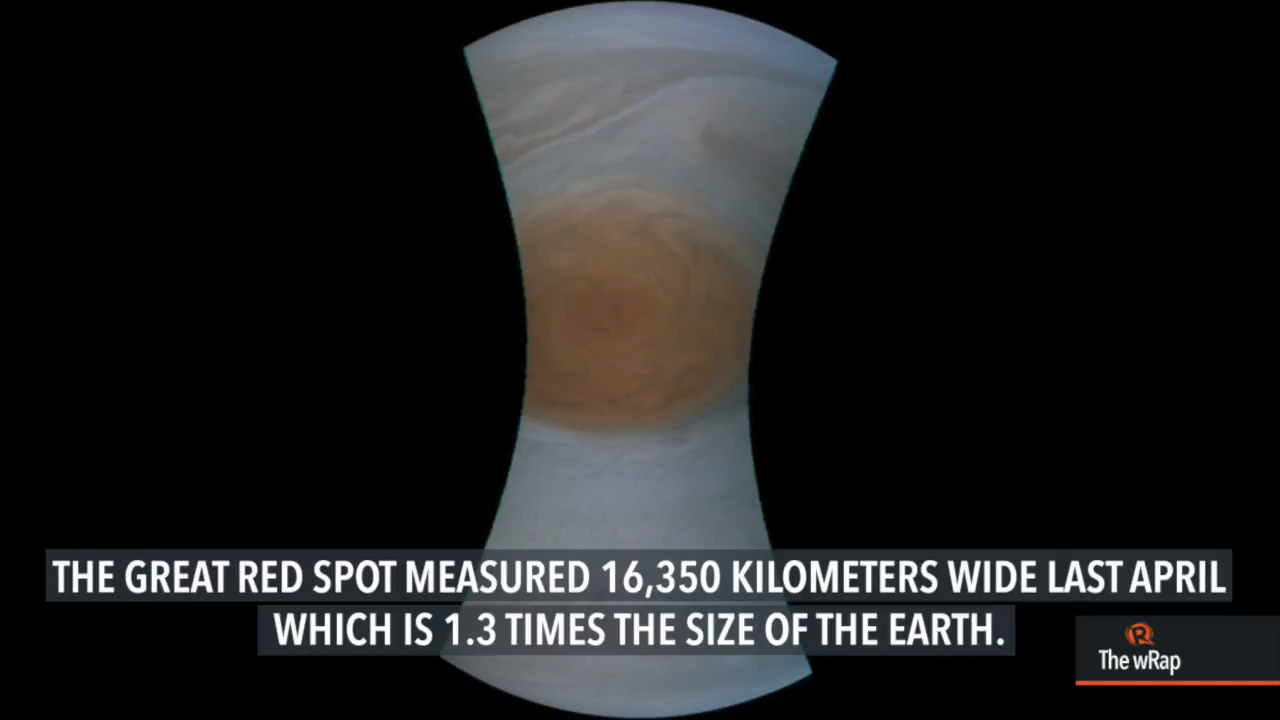 THE GREAT RED SPOT MEASURED 16,350 KILOMETERS WIDE LAST APRIL
WHICH IS 1.3 TIMES THE SIZE OF THE EARTH.
R
The wRap